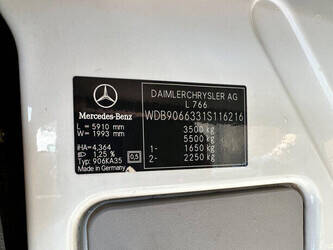 Mercedes-Benz
L = 5910 mm
W = 1993 mm
iHA=4,364
1,25 %
Typ: 906KA35
0,5
Made in Germany
DAIMLERCHRYSLER AG
L 766
WDB9066331S116216
3500 kg
5500 kg
1- 1650 kg
2- 2250 kg